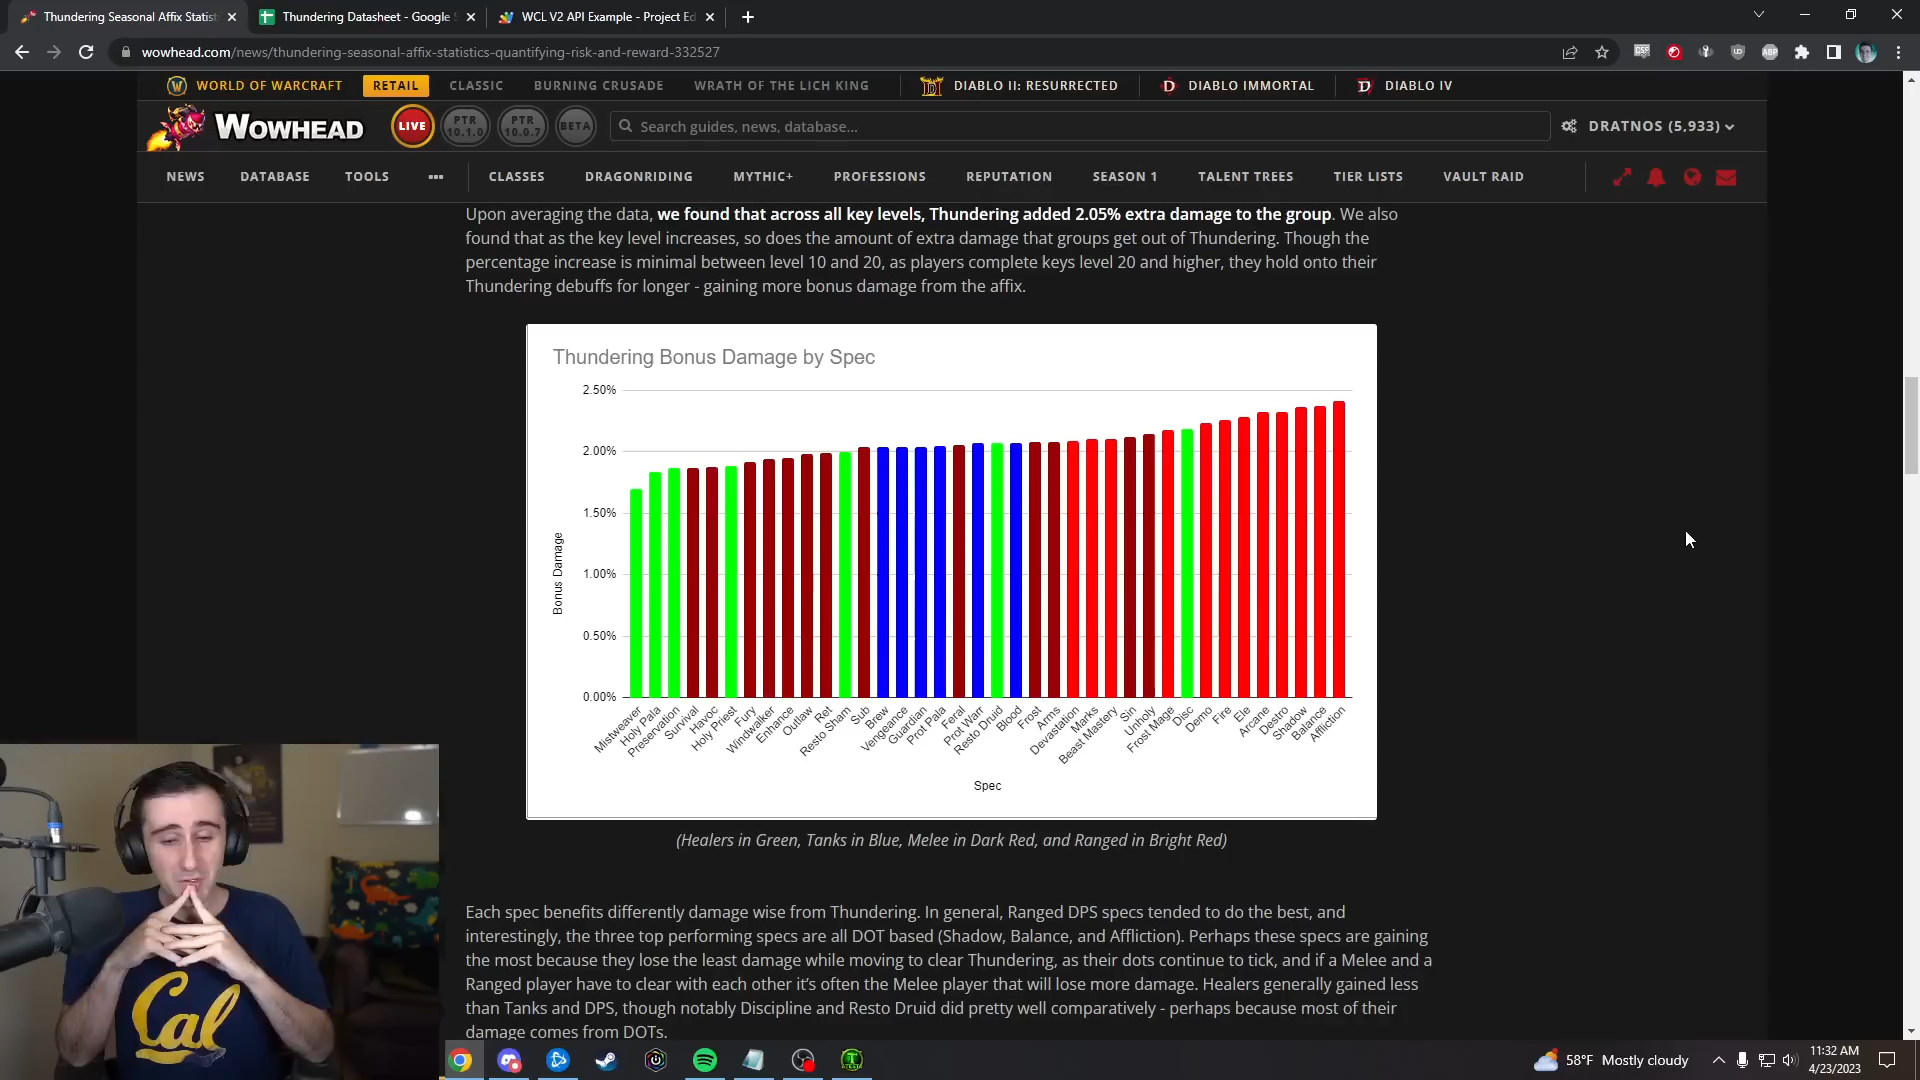 Thundering Seasonal Affix Statist
Thundering Datasheet - Google S
WCL V2 API Example - Project Ed
wowhead.com/news/thundering-seasonal-affix-statistics-quantifying-risk-and-reward-332527
WORLD OF WARCRAFT RETAIL CLASSIC BURNING CRUSADE WRATH OF THE LICH KING DIABLO II: RESURRECTED DIABLO IMMORTAL DIABLO IV
WOWHEAD LIVE PTR 10.1.0 PTR 10.0.7 BETA Search guides, news, database... DRATNOS (5,933)
NEWS DATABASE TOOLS ••• CLASSES DRAGONRIDING MYTHIC+ PROFESSIONS REPUTATION SEASON 1 TALENT TREES TIER LISTS VAULT RAID
Upon averaging the data, we found that across all key levels, Thundering added 2.05% extra damage to the group. We also
found that as the key level increases, so does the amount of extra damage that groups get out of Thundering. Though the
percentage increase is minimal between level 10 and 20, as players complete keys level 20 and higher, they hold onto their
Thundering debuffs for longer - gaining more bonus damage from the affix.
Thundering Bonus Damage by Spec
2.50%
2.00%
1.50%
1.00%
0.50%
0.00%
Bonus Damage
Mistweaver
Holy Pala
Preservation
Survival
Havoc
Holy Priest
Fury
Windwalker
Enhance
Outlaw
Ret
Resto Sham
Sub
Brew
Vengeance
Guardian
Prot Pala
Feral
Prot Warr
Resto Druid
Blood
Frost
Arms
Devastation
Marks
Beast Mastery
Sin
Unholy
Frost Mage
Disc
Demo
Fire
Ele
Arcane
Destro
Shadow
Balance
Affliction
Spec
(Healers in Green, Tanks in Blue, Melee in Dark Red, and Ranged in Bright Red)
Each spec benefits differently damage wise from Thundering. In general, Ranged DPS specs tended to do the best, and
interestingly, the three top performing specs are all DOT based (Shadow, Balance, and Affliction). Perhaps these specs are gaining
the most because they lose the least damage while moving to clear Thundering, as their dots continue to tick, and if a Melee and a
Ranged player have to clear with each other it's often the Melee player that will lose more damage. Healers generally gained less
than Tanks and DPS, though notably Discipline and Resto Druid did pretty well comparatively - perhaps because most of their
damage comes from DOTs.
Cal
58°F Mostly cloudy
11:32 AM
4/23/2023